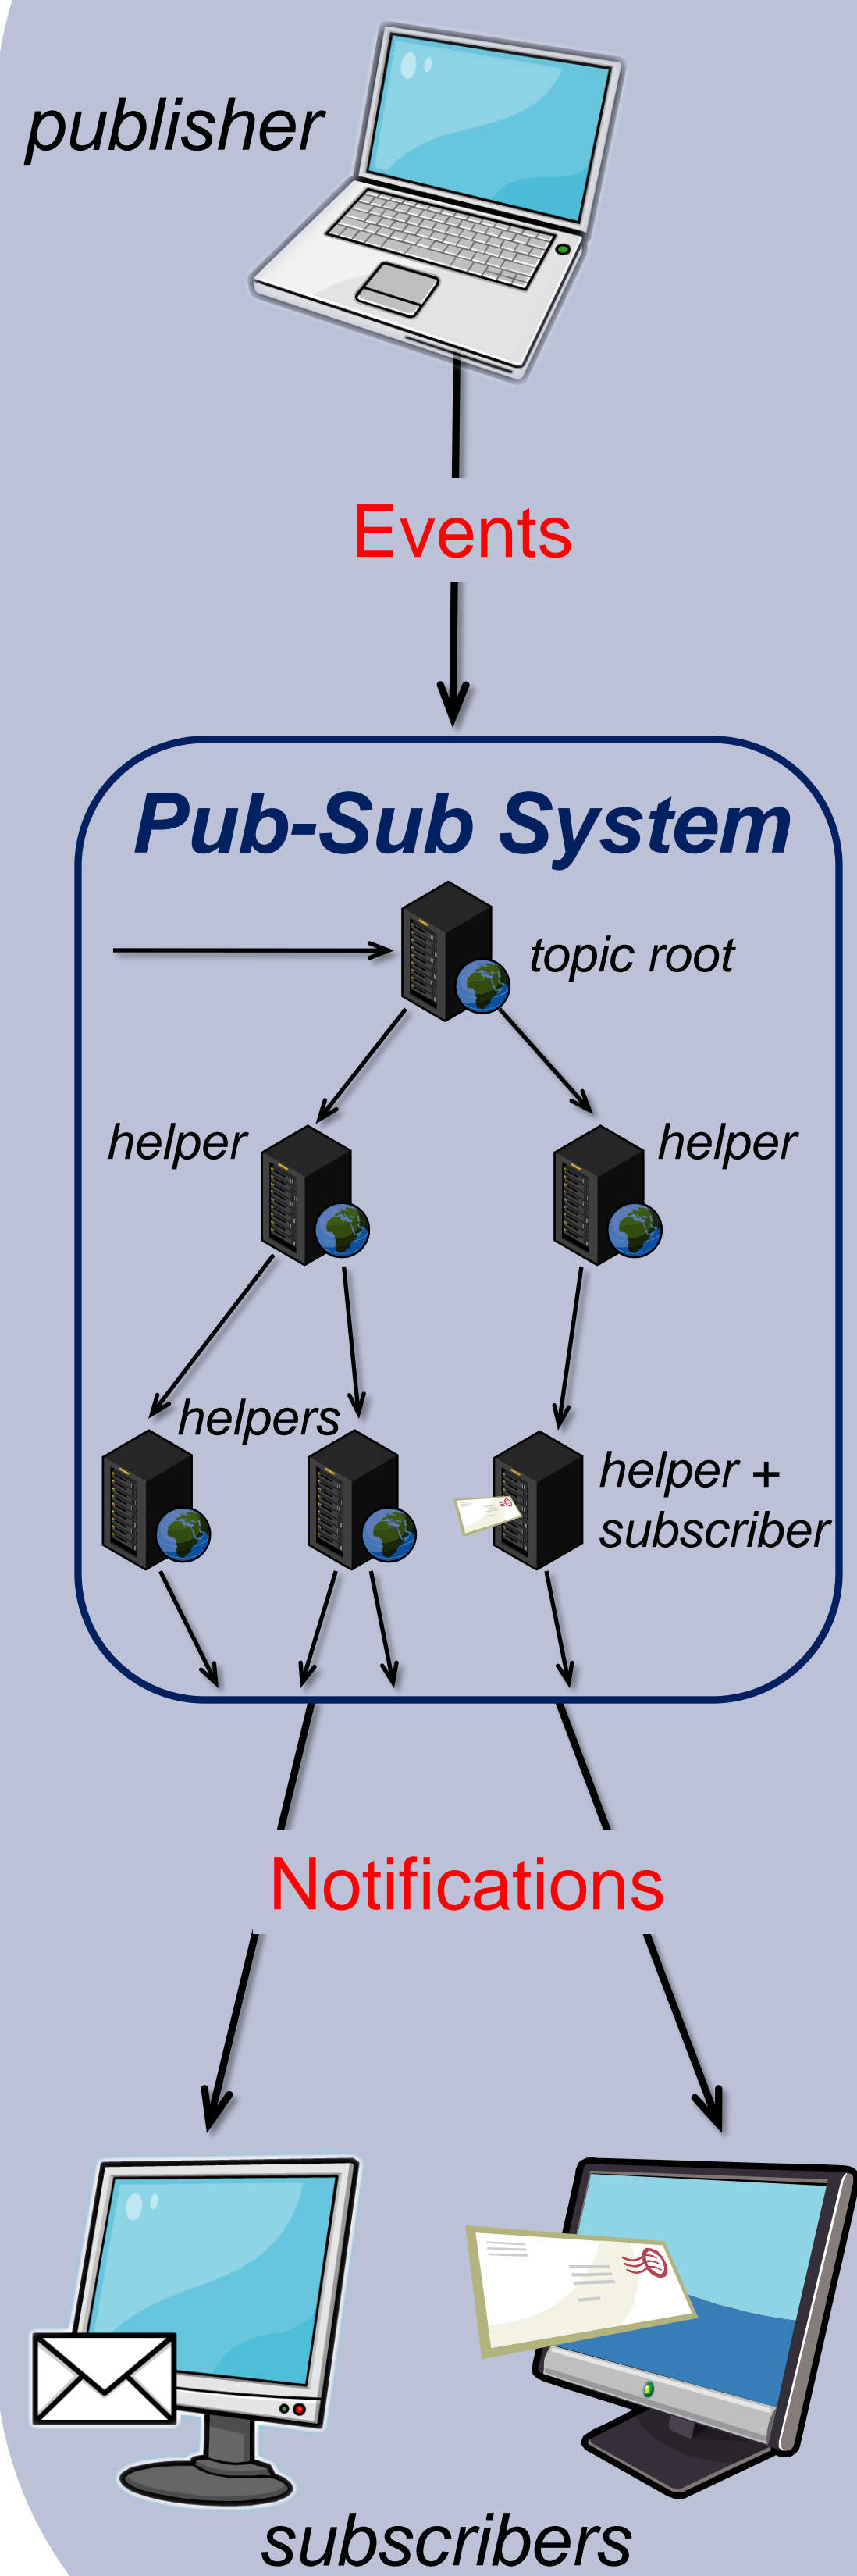 publisher
Events
Pub-Sub System
topic root
helper
helper
helpers
helper +
subscriber
Notifications
subscribers